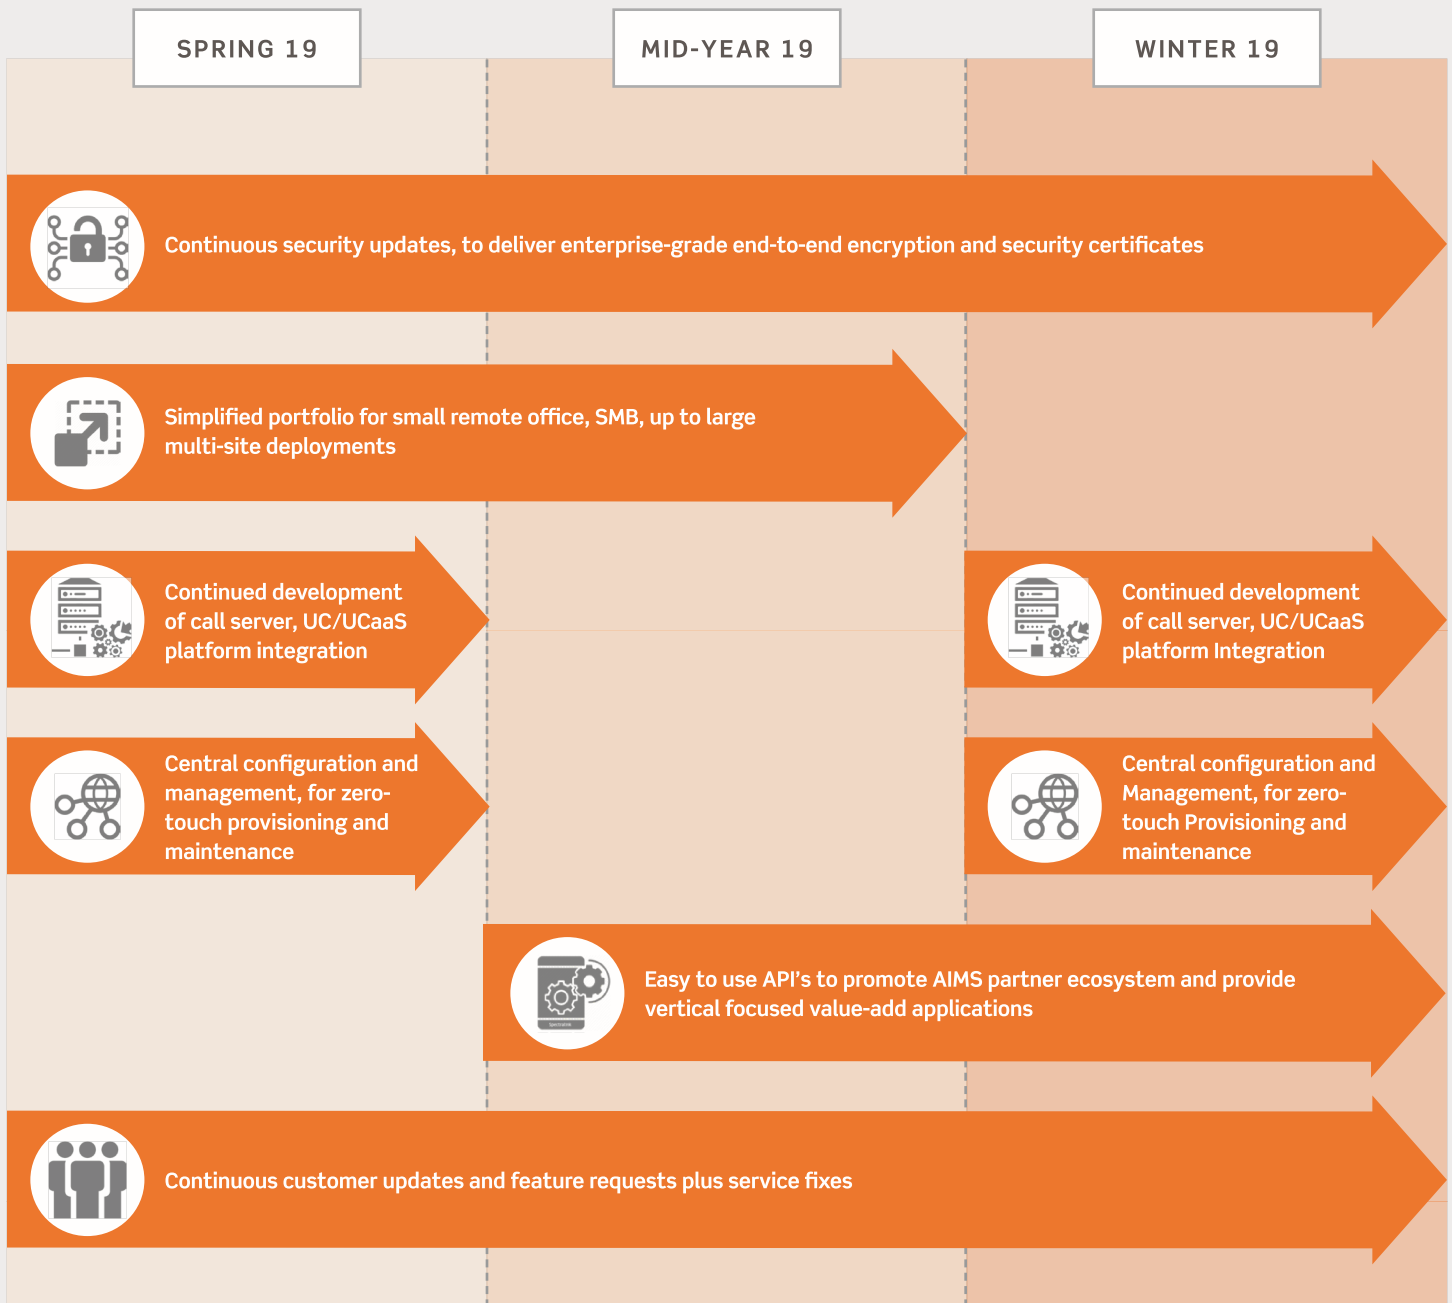 SPRING 19
MID-YEAR 19
WINTER 19
Continuous security updates, to deliver enterprise-grade end-to-end encryption and security certificates
Simplified portfolio for small remote office, SMB, up to large
multi-site deployments
Continued development
of call server, UC/UCaaS
platform integration
Continued development
of call server, UC/UCaaS
platform Integration
Central configuration and
management, for zero-
touch provisioning and
maintenance
Central configuration and
Management, for zero-
touch Provisioning and
maintenance
Easy to use API's to promote AIMS partner ecosystem and provide
vertical focused value-add applications
Spectralink
Continuous customer updates and feature requests plus service fixes